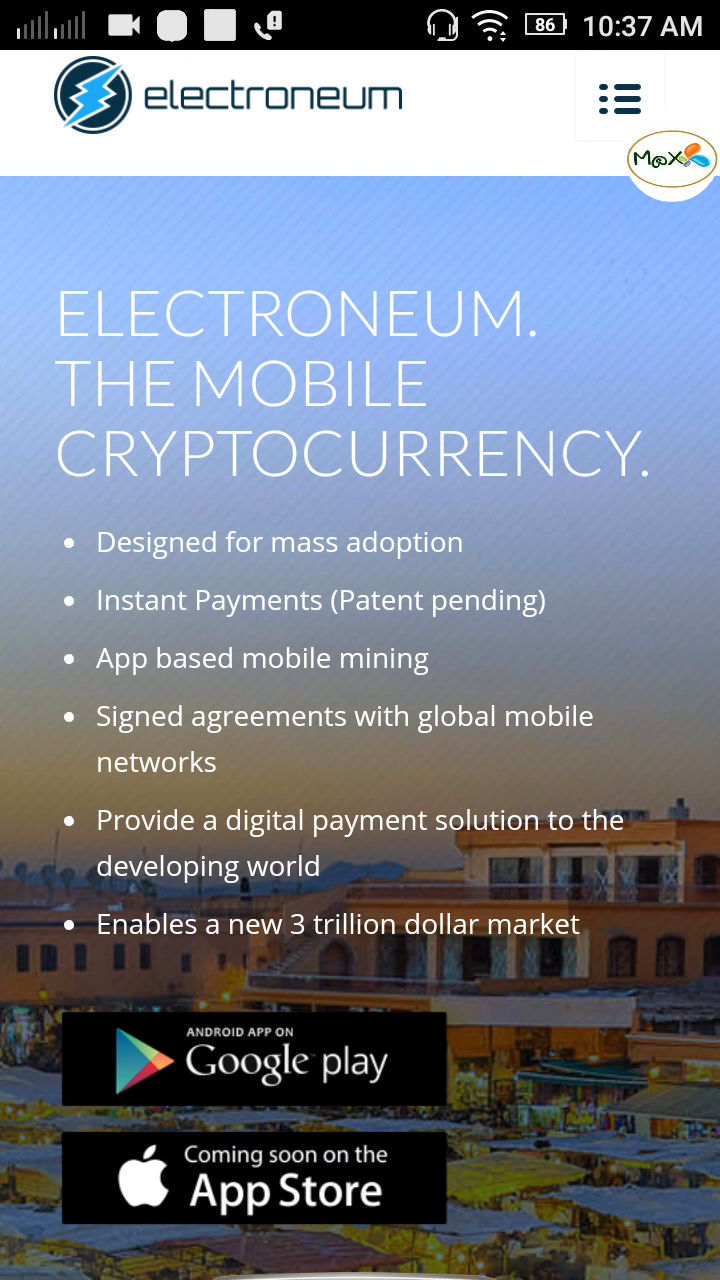 86 10:37 AM
electroneum
M@X
ELECTRONEUM.
THE MOBILE
CRYPTOCURRENCY.
Designed for mass adoption
Instant Payments (Patent pending)
App based mobile mining
Signed agreements with global mobile
networks
Provide a digital payment solution to the
developing world
Enables a new 3 trillion dollar market
ANDROID APP ON
Google play
Coming soon on the
App Store